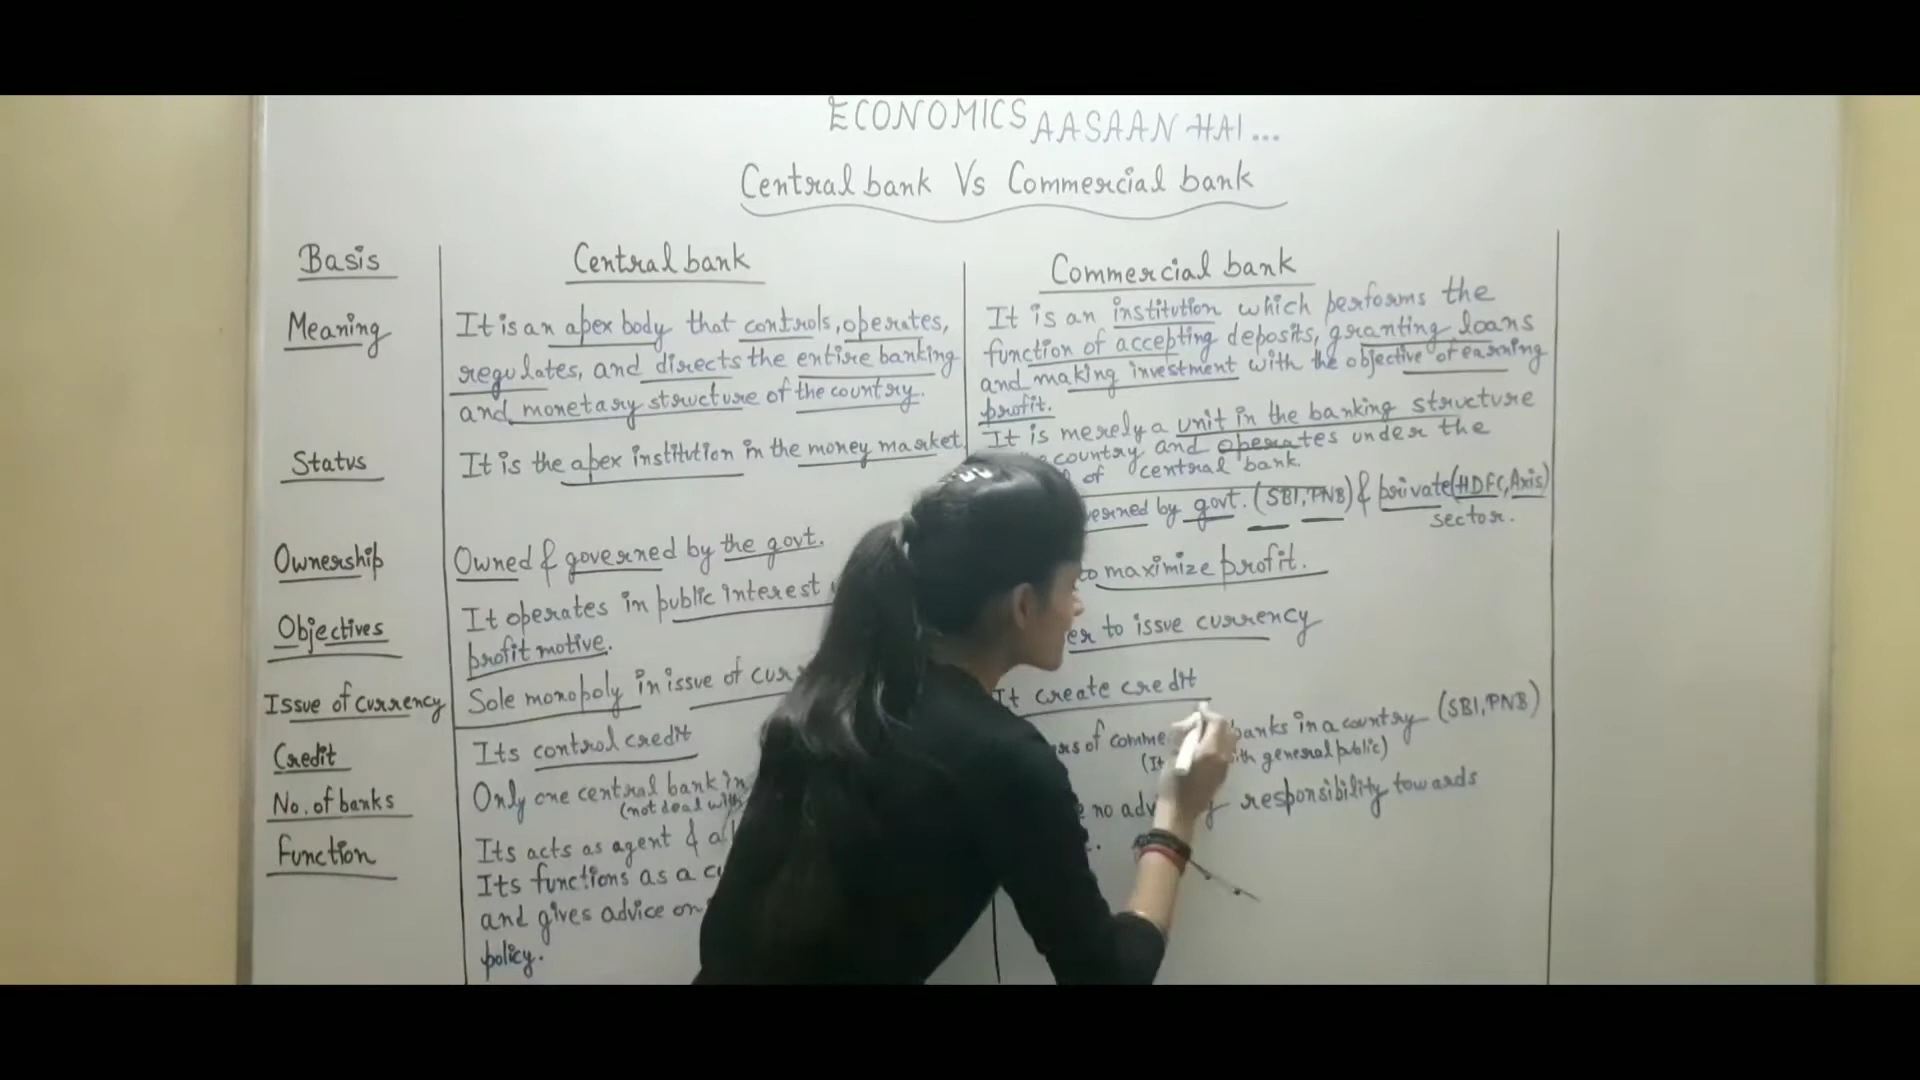 ECONOMICS AASAAN HAI...
Central bank Vs Commercial bank
Basis
Central bank
Commercial bank
Meaning
It is an apex body that controls, operates,
regulates, and directs the entire banking
and monetary structure of the country.
It is an institution which performs the
function of accepting deposits, granting loans
and making investment with the objective of earning
profit.
Status
It is the apex institution in the money market.
It is merely a unit in the banking structure
country and operates under the
of central bank.
Ownership
Owned & governed by the govt.
by govt. (SBI, PNB) & private (HDFC, Axis)
sector.
Objectives
It operates in public interest
profit motive.
to maximize profit.
Issue of currency
Sole monopoly in issue of
to issue currency
Credit
Its control credit
It create credit
No. of banks
Only one central bank in
(not deal with
of banks in a country (SBI, PNB)
general public)
Function
Its acts as agent &
Its functions as a
and gives advice on
policy.
no responsibility towards